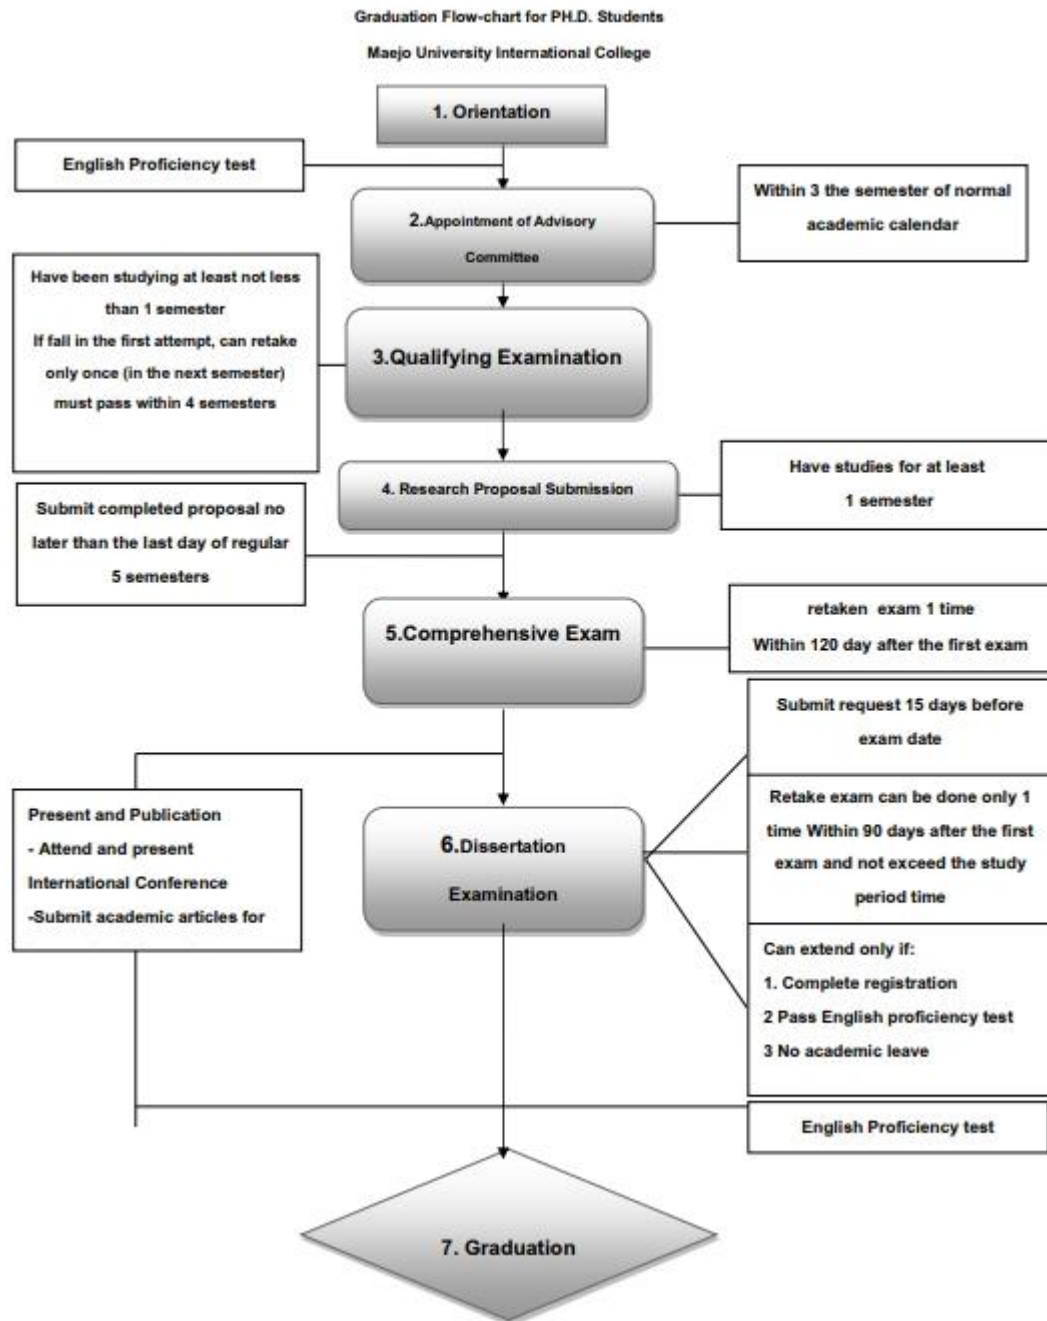 Graduation Flow-chart for PH.D. Students
Maejo University International College
1. Orientation
English Proficiency test
Within 3 the semester of normal
academic calendar
2.Appointment of Advisory
Committee
Have been studying at least not less
than 1 semester
If fall in the first attempt, can retake
only once (in the next semester)
must pass within 4 semesters
3.Qualifying Examination
4. Research Proposal Submission
Have studies for at least
1 semester
Submit completed proposal no
later than the last day of regular
5 semesters
5.Comprehensive Exam
retaken exam 1 time
Within 120 day after the first exam
Submit request 15 days before
exam date
Present and Publication
- Attend and present
International Conference
-Submit academic articles for
6.Dissertation
Examination
Retake exam can be done only 1
time Within 90 days after the first
exam and not exceed the study
period time
Can extend only if:
1. Complete registration
2 Pass English proficiency test
3 No academic leave
English Proficiency test
7. Graduation